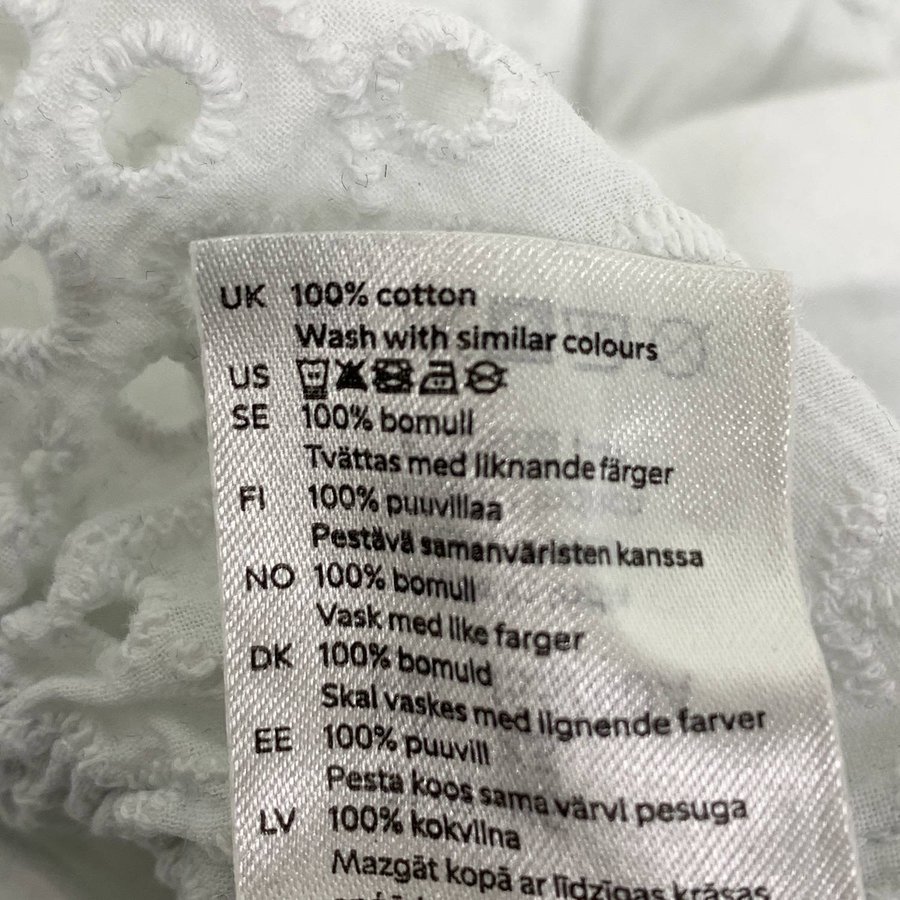 UK 100% cotton
Wash with similar colours
US
SE 100% bomull
Tvättas med liknande färger
FI 100% puuvillaa
Pestävä samanväristen kanssa
NO 100% bomull
Vask med like farger
DK 100% bomuld
Skal vaskes med lignende farver
EE 100% puuvill
Pesta koos sama värvi pesuga
LV 100% kokvilna
Mazgāt kopā ar līdzīgas krāsas